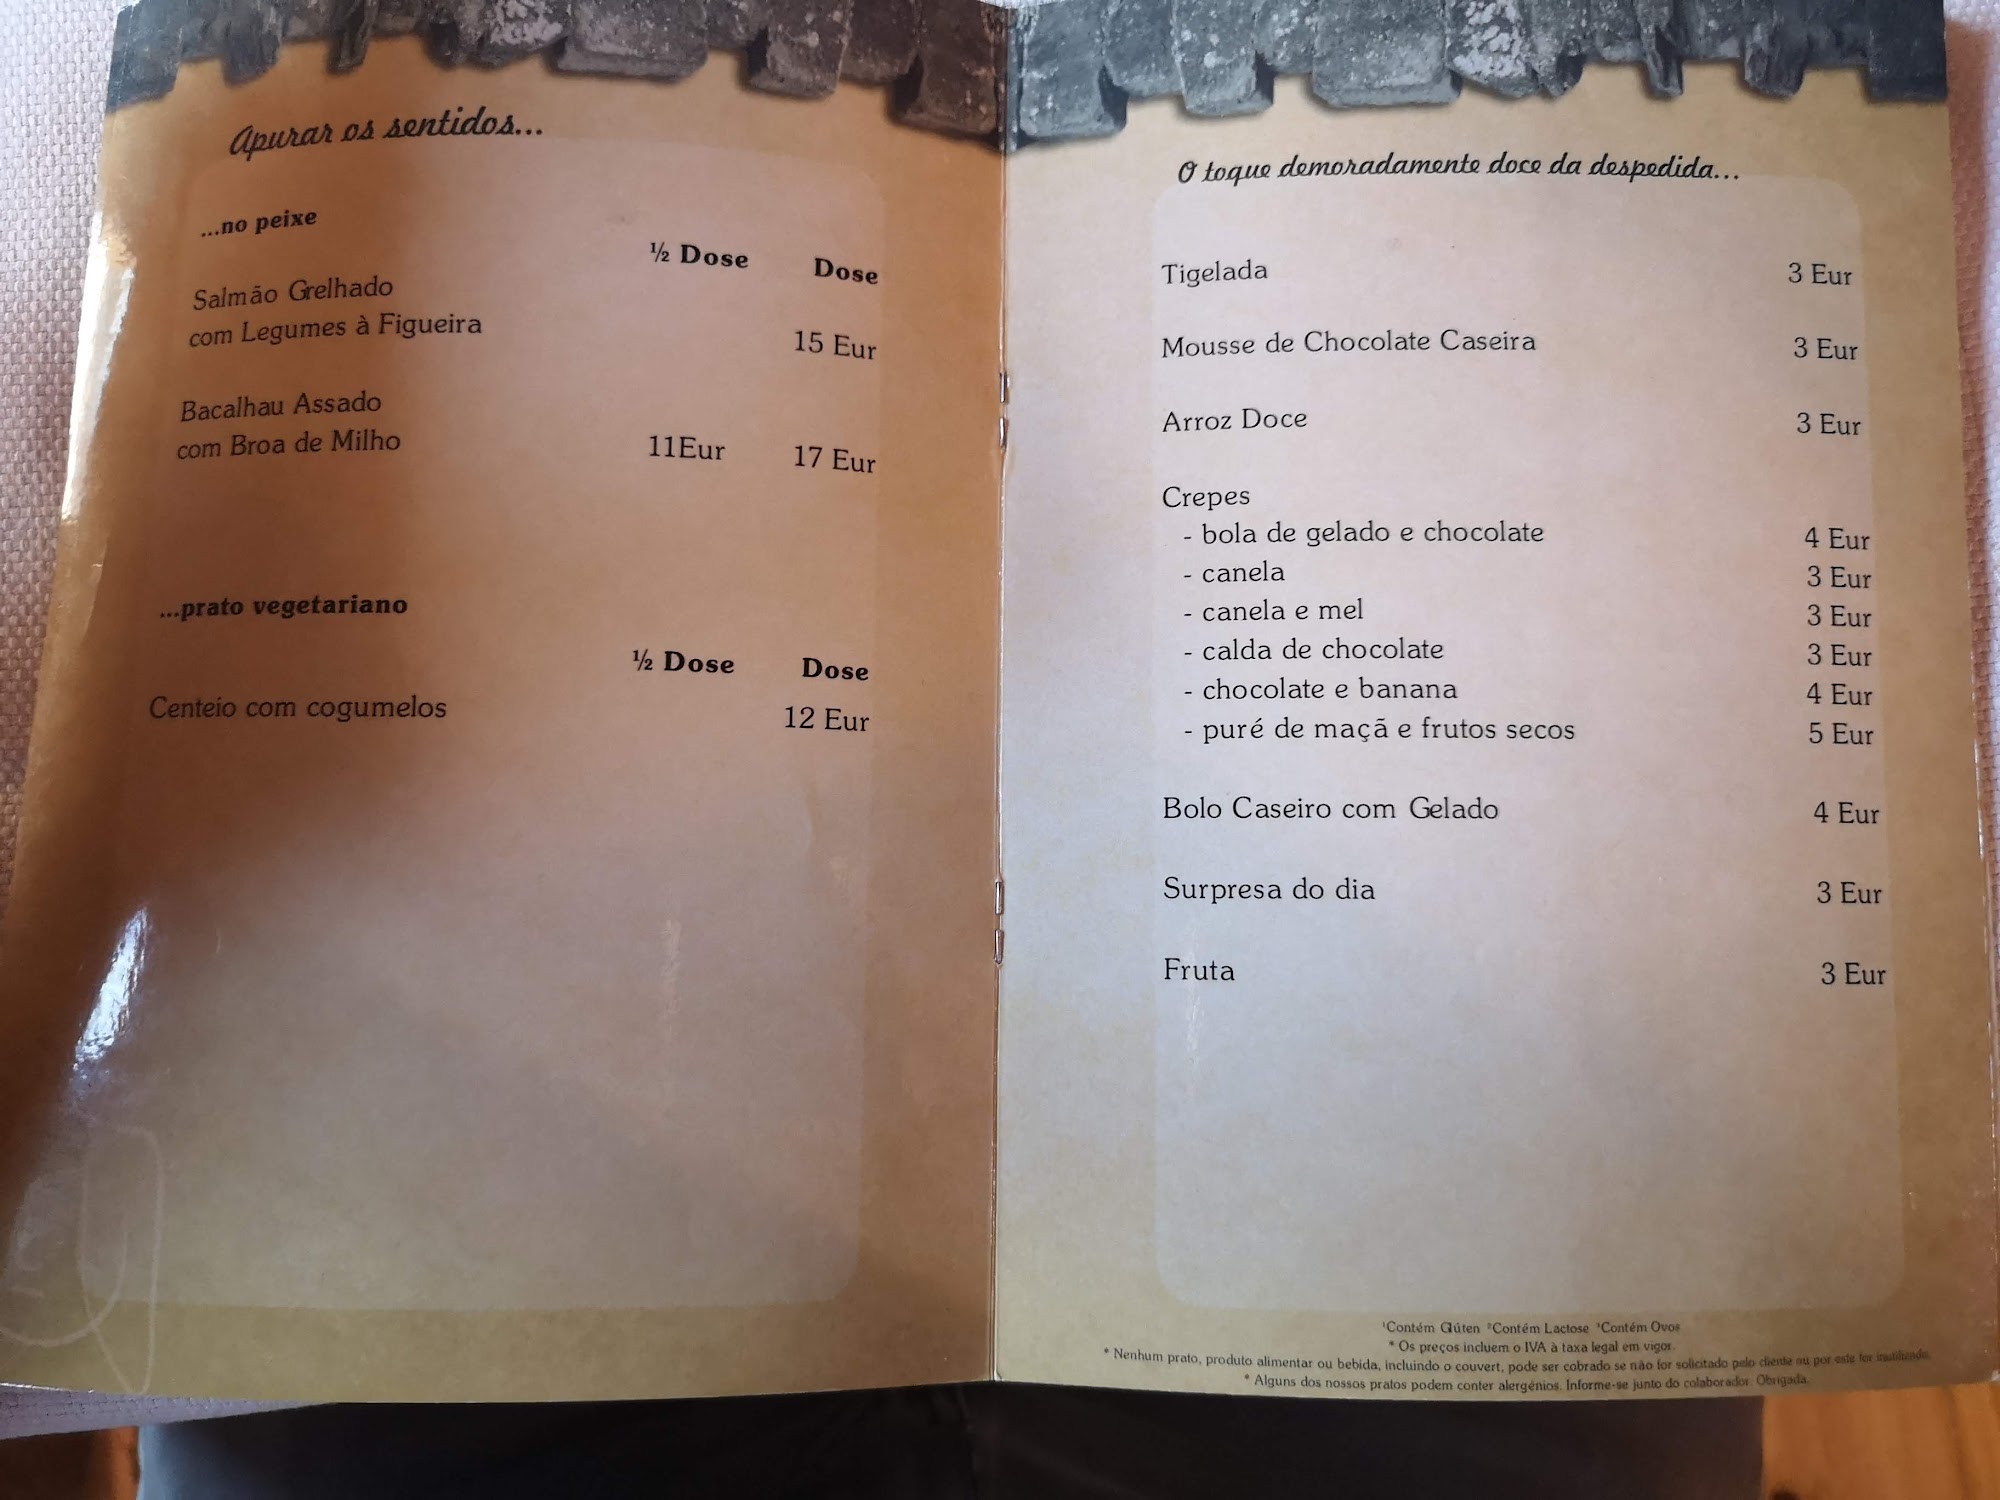 Apurar os sentidos...
...no peixe
½ Dose Dose
Salmão Grelhado
com Legumes à Figueira 15 Eur
Bacalhau Assado
com Broa de Milho 11Eur 17 Eur
...prato vegetariano
½ Dose Dose
Centeio com cogumelos 12 Eur
O toque demoradamente doce da despedida...
Tigelada 3 Eur
Mousse de Chocolate Caseira 3 Eur
Arroz Doce 3 Eur
Crepes
- bola de gelado e chocolate 4 Eur
- canela 3 Eur
- canela e mel 3 Eur
- calda de chocolate 3 Eur
- chocolate e banana 4 Eur
- puré de maçã e frutos secos 5 Eur
Bolo Caseiro com Gelado 4 Eur
Surpresa do dia 3 Eur
Fruta 3 Eur
¹Contém Glúten ²Contém Lactose ³Contém Ovos
* Os preços incluem o IVA à taxa legal em vigor.
* Nenhum prato, produto alimentar ou bebida, incluindo o couvert, pode ser cobrado se não for solicitado pelo cliente ou por este for inutilizado.
* Alguns dos nossos pratos podem conter alergénios. Informe-se junto do colaborador. Obrigada.